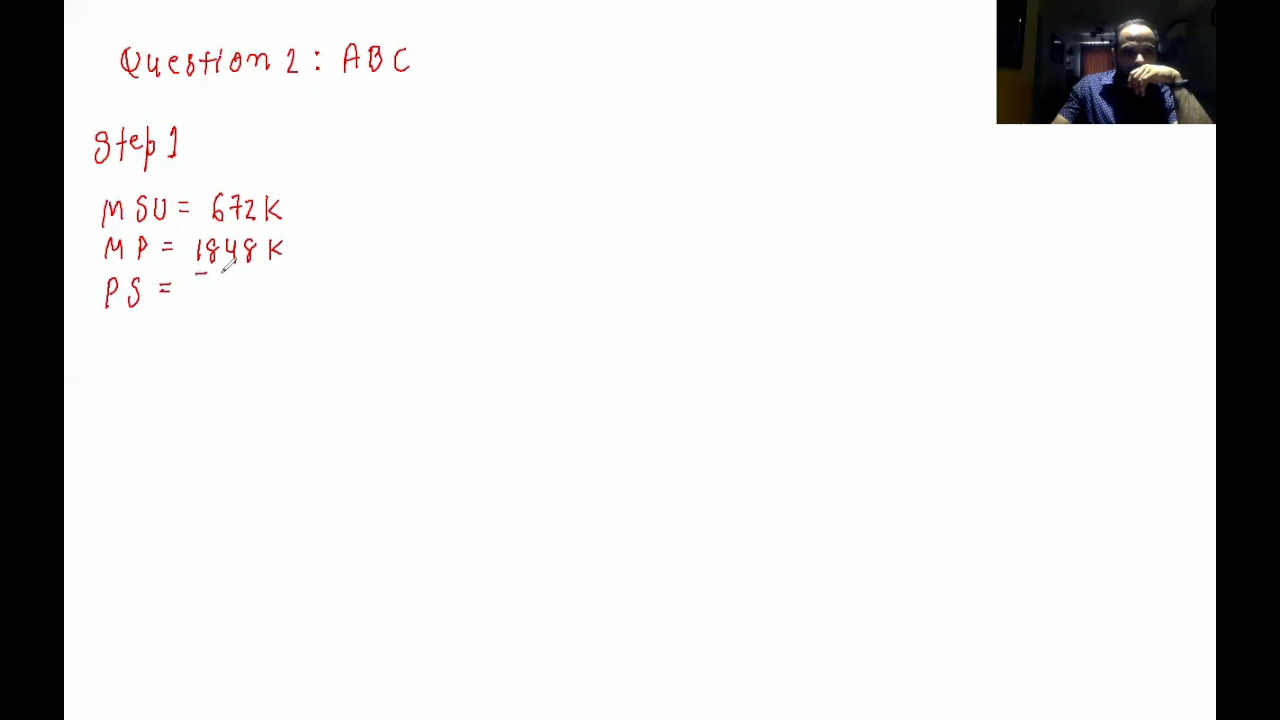 Question 2 : ABC
Step 1
MSU = 672K
MP = 1848K
PS =